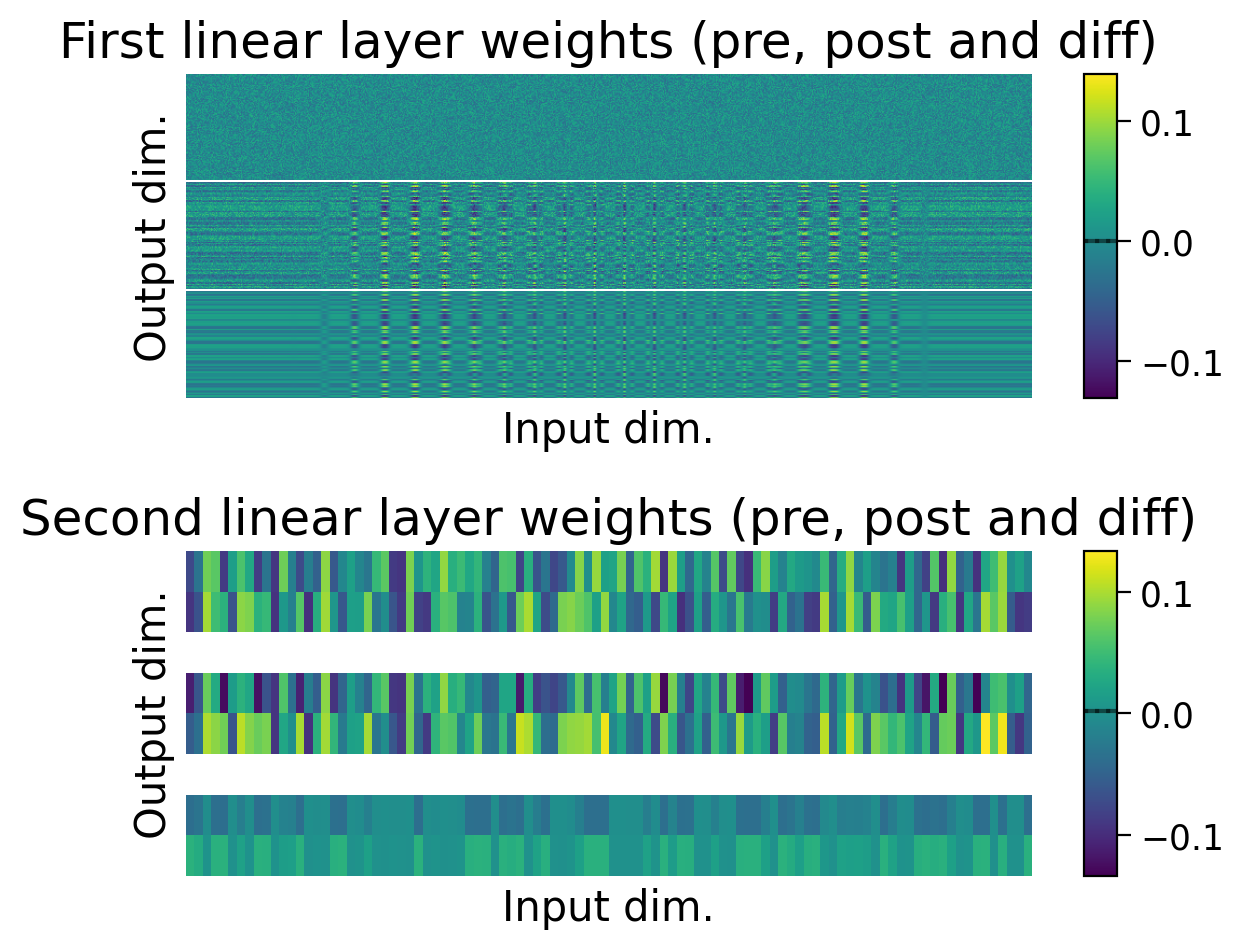 First linear layer weights (pre, post and diff)
Output dim.
0.1
0.0
−0.1
Input dim.
Second linear layer weights (pre, post and diff)
Output dim.
0.1
0.0
−0.1
Input dim.